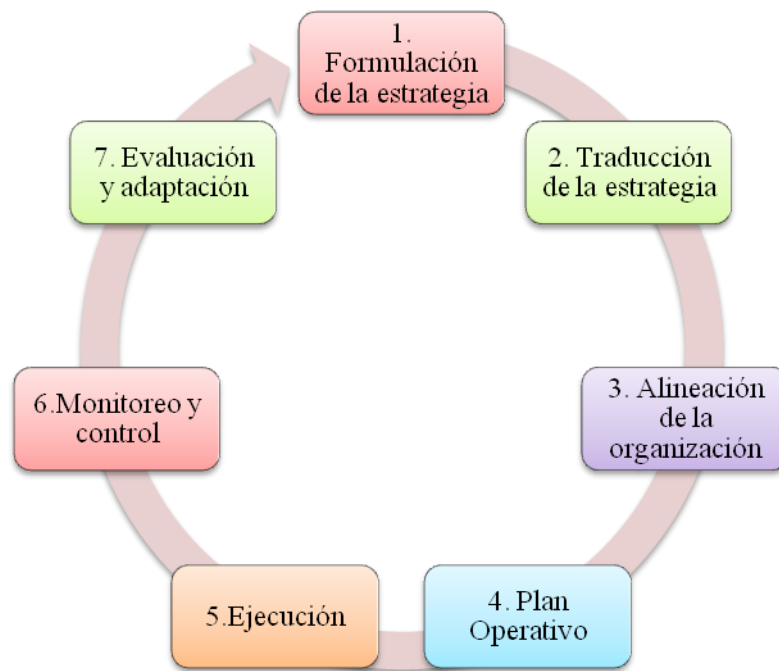 1.
Formulación
de la estrategia
2. Traducción
de la estrategia
3. Alineación
de la
organización
4. Plan
Operativo
5.Ejecución
6.Monitoreo y
control
7. Evaluación
y adaptación